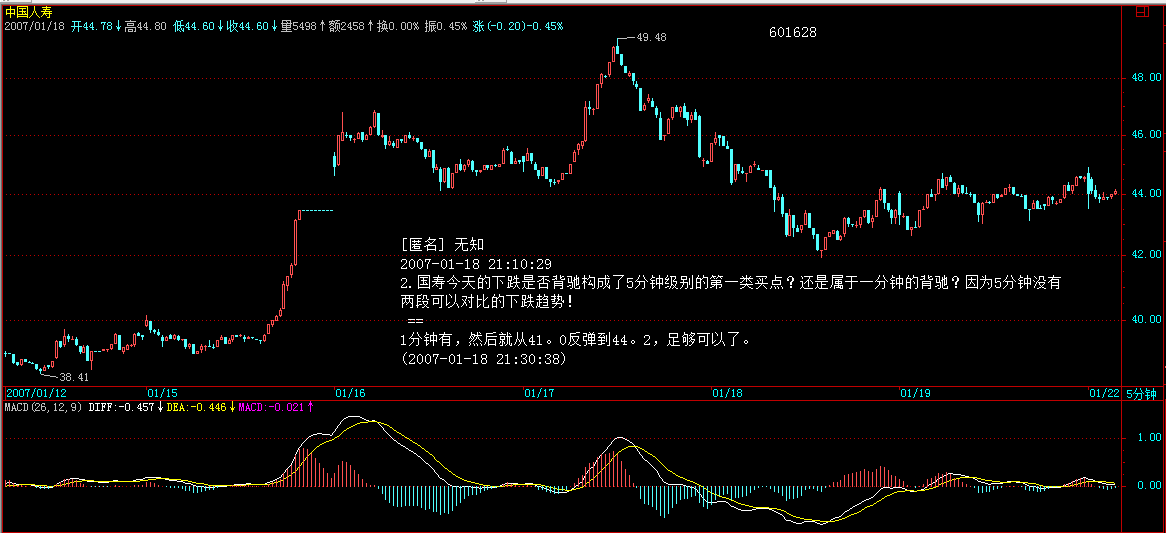 中国人寿
2007/01/18 开44.78↓高44.80 低44.60↓收44.60↓量5498↑额2458↑换0.00% 振0.45% 涨(-0.20)-0.45%
601628
49.48
48.00
46.00
44.00
[匿名] 无知
2007-01-18 21:10:29
42.00
2.国寿今天的下跌是否背驰构成了5分钟级别的第一类买点？还是属于一分钟的背驰？因为5分钟没有
两段可以对比的下跌趋势！
==
40.00
1分钟有，然后就从41。0反弹到44。2，足够可以了。
(2007-01-18 21:30:38)
38.41
2007/01/12 01/15 01/16 01/17 01/18 01/19 01/22 5分钟
MACD(26,12,9) DIFF:-0.457↓DEA:-0.446↓MACD:-0.021↑
1.00
0.00